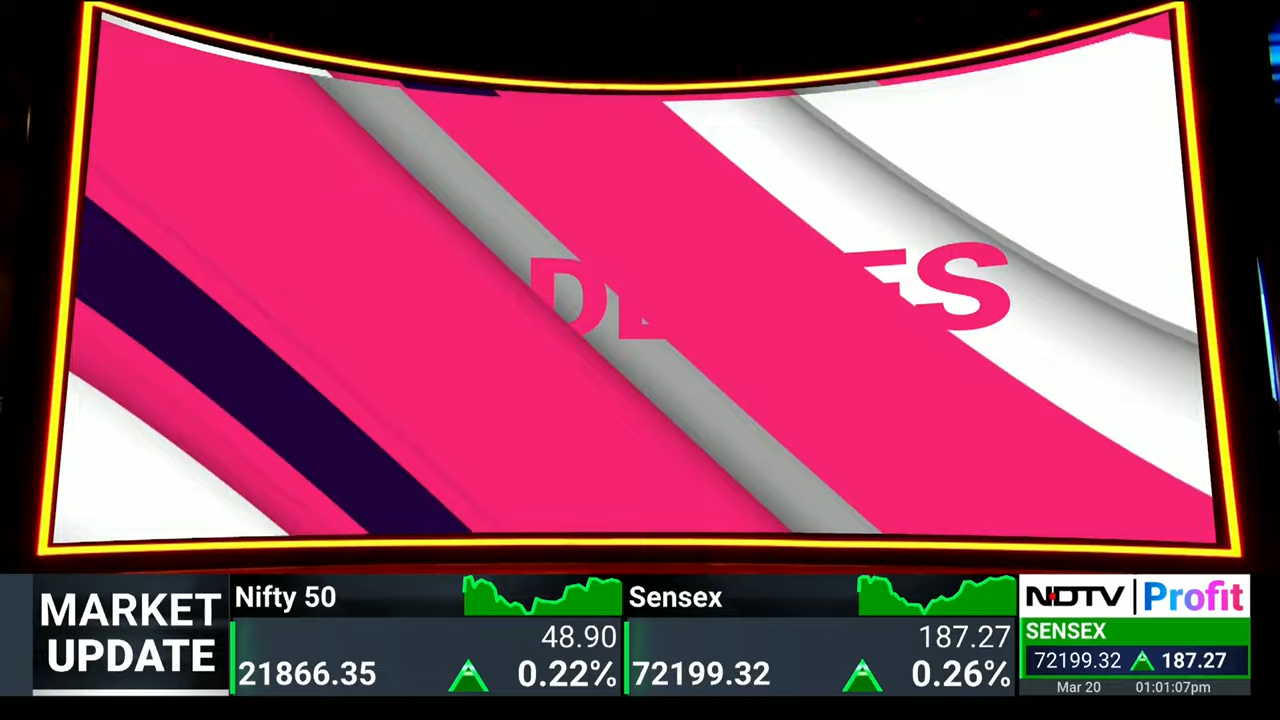 MARKET
UPDATE
Nifty 50
48.90
21866.35
0.22%
Sensex
187.27
72199.32
0.26%
NDTV Profit
SENSEX
72199.32 187.27
Mar 20 01:01:07pm